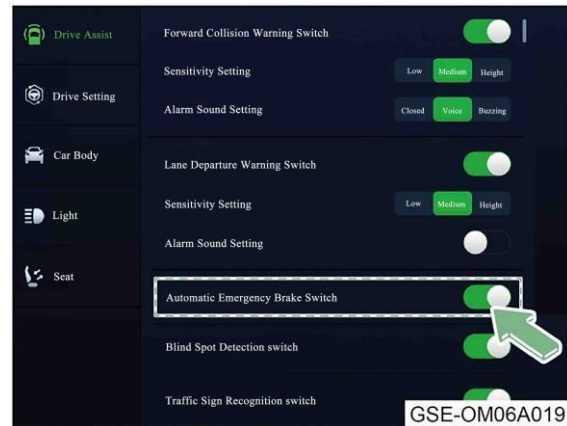 Drive Assist
Drive Setting
Car Body
Light
Seat
Forward Collision Warning Switch
Sensitivity Setting Low Medium Height
Alarm Sound Setting Closed Voice Buzzing
Lane Departure Warning Switch
Sensitivity Setting Low Medium Height
Alarm Sound Setting
Automatic Emergency Brake Switch
Blind Spot Detection switch
Traffic Sign Recognition switch
GSE-OM06A019